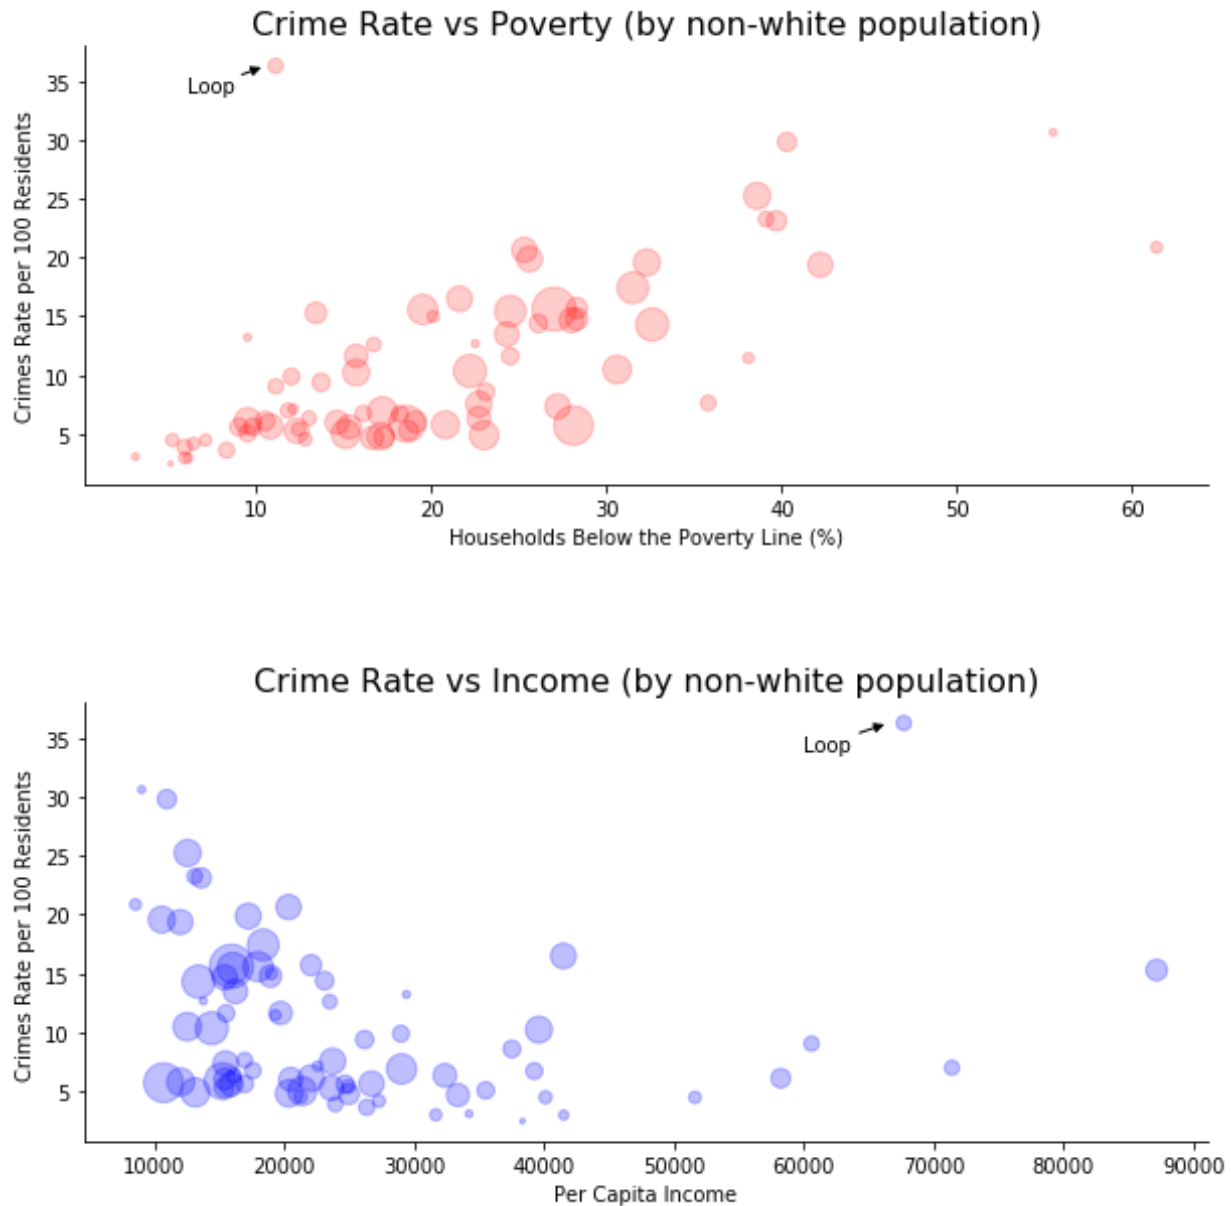 Crime Rate vs Poverty (by non-white population)
Loop
Crimes Rate per 100 Residents
35
30
25
20
15
10
5
10 20 30 40 50 60
Households Below the Poverty Line (%)
Crime Rate vs Income (by non-white population)
Loop
Crimes Rate per 100 Residents
35
30
25
20
15
10
5
10000 20000 30000 40000 50000 60000 70000 80000 90000
Per Capita Income